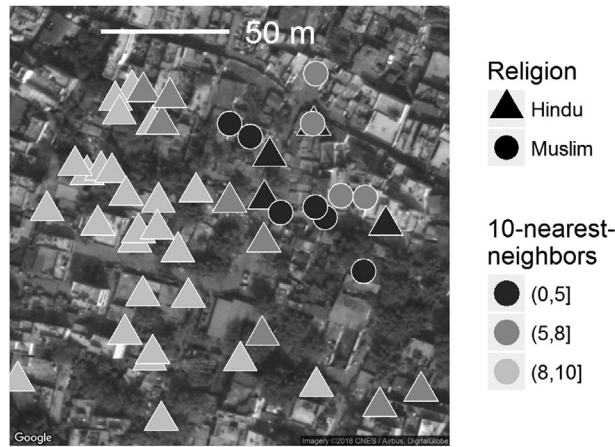 50 m
Google
Imagery ©2018 CNES / Airbus, DigitalGlobe
Religion
Hindu
Muslim
10-nearest-
neighbors
(0,5]
(5,8]
(8,10]